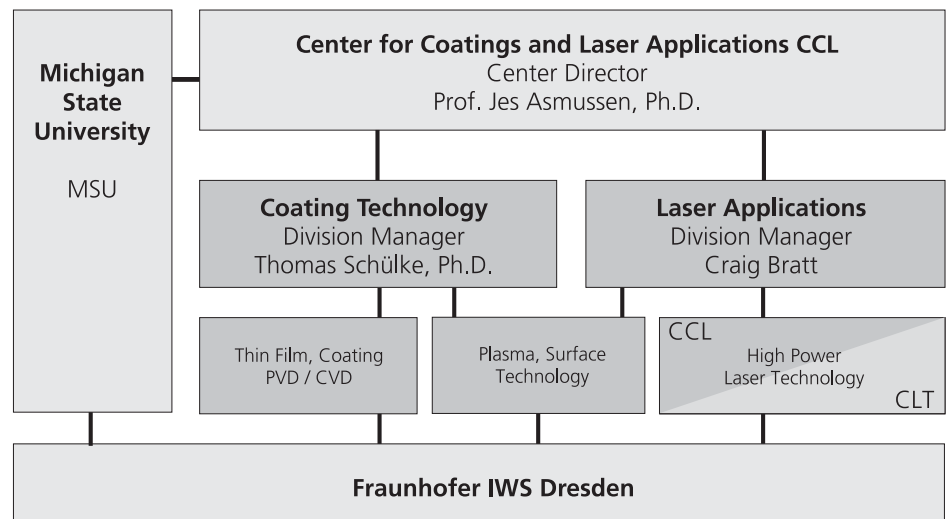 Michigan
State
University
MSU
Center for Coatings and Laser Applications CCL
Center Director
Prof. Jes Asmussen, Ph.D.
Coating Technology
Division Manager
Thomas Schülke, Ph.D.
Laser Applications
Division Manager
Craig Bratt
Thin Film, Coating
PVD / CVD
Plasma, Surface
Technology
CCL
High Power
Laser Technology
CLT
Fraunhofer IWS Dresden